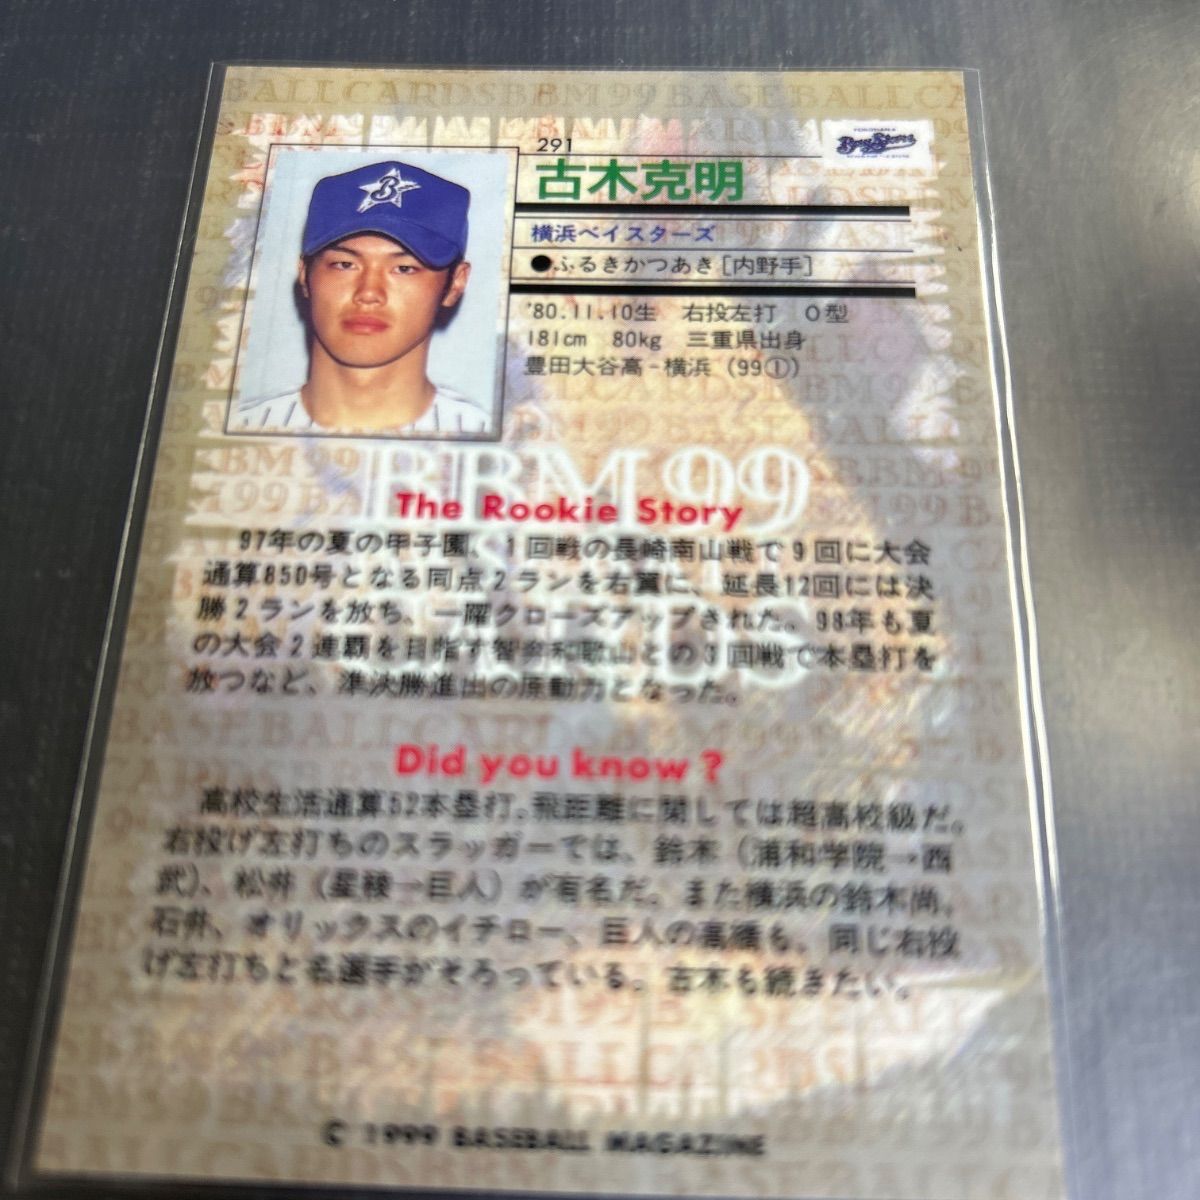 291
古木克明
YOKOHAMA
BayStars
横浜ベイスターズ
●ふるきかつあき[内野手]
'80.11.10生 右投左打 O型
181cm 80kg 三重県出身
豊田大谷高-横浜(99①)
BBM 99
The Rookie Story
97年の夏の甲子園、1回戦の長崎南山戦で9回に大会
通算850号となる同点2ランを右翼に、延長12回には決
勝2ランを放ち、一躍クローズアップされた。98年も夏
の大会2連覇を目指す智弁和歌山との3回戦で本塁打を
放つなど、準決勝進出の原動力となった。
Did you know?
高校生活通算52本塁打。飛距離に関しては超高校級だ。
右投げ左打ちのスラッガーでは、鈴木(浦和学院→西
武)、松井(星稜→巨人)が有名だ。また横浜の鈴木尚、
石井、オリックスのイチロー、巨人の高橋も、同じ右投
げ左打ちと名選手がそろっている。古木も続きたい。
© 1999 BASEBALL MAGAZINE